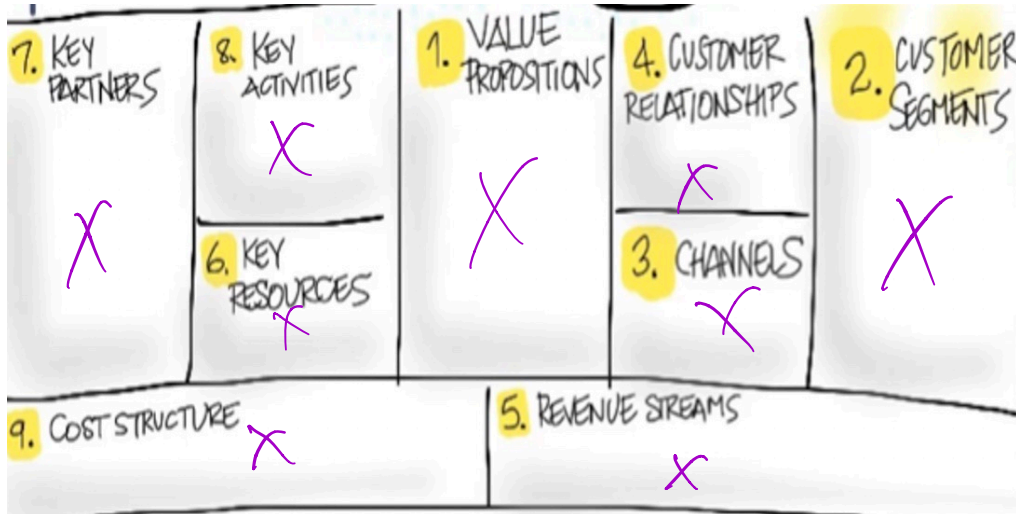 7. KEY
PARTNERS
8. KEY
ACTIVITIES
6. KEY
RESOURCES
1. VALUE
PROPOSITIONS
4. CUSTOMER
RELATIONSHIPS
3. CHANNELS
2. CUSTOMER
SEGMENTS
9. COST STRUCTURE
5. REVENUE STREAMS